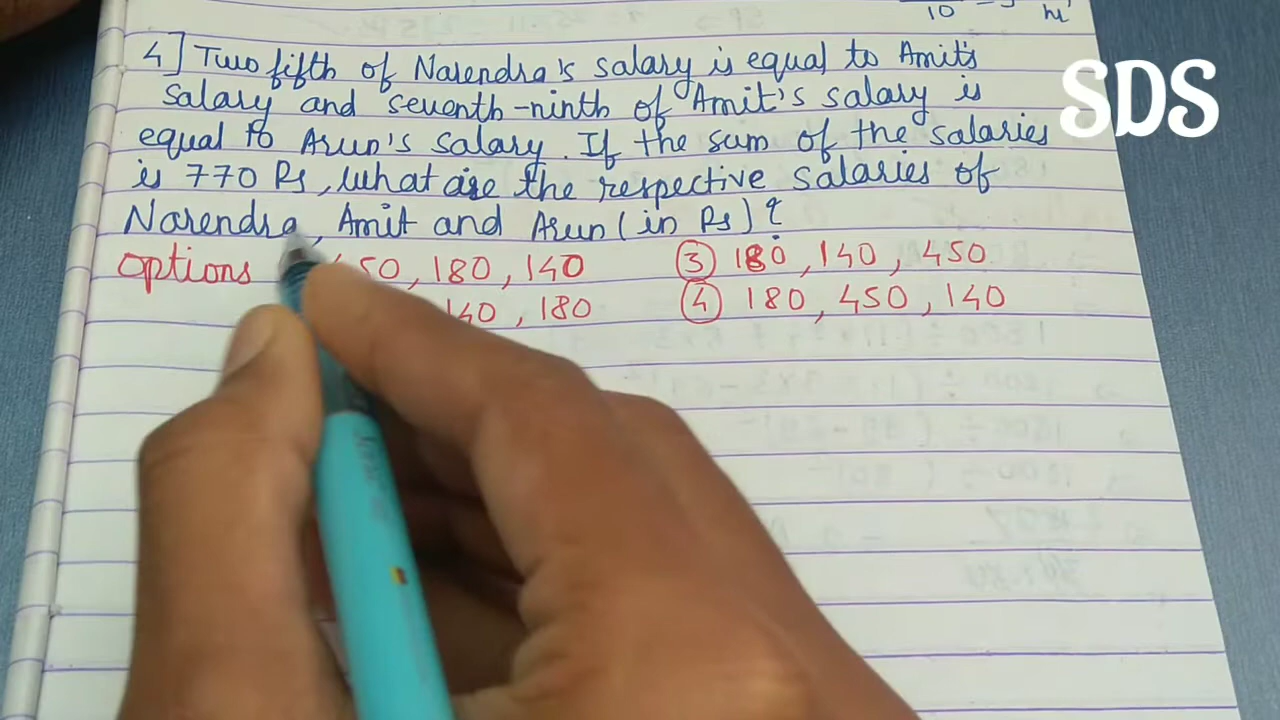 10 hr
SDS
4] Two fifth of Narendra's salary is equal to Amit's
salary and seventh-ninth of Amit's salary is
equal to Arun's salary. If the sum of the salaries
is 770 Rs, what are the respective salaries of
Narendra, Amit and Arun (in Rs)?
options 450, 180, 140 ③ 180, 140, 450
140, 180 ④ 180, 450, 140